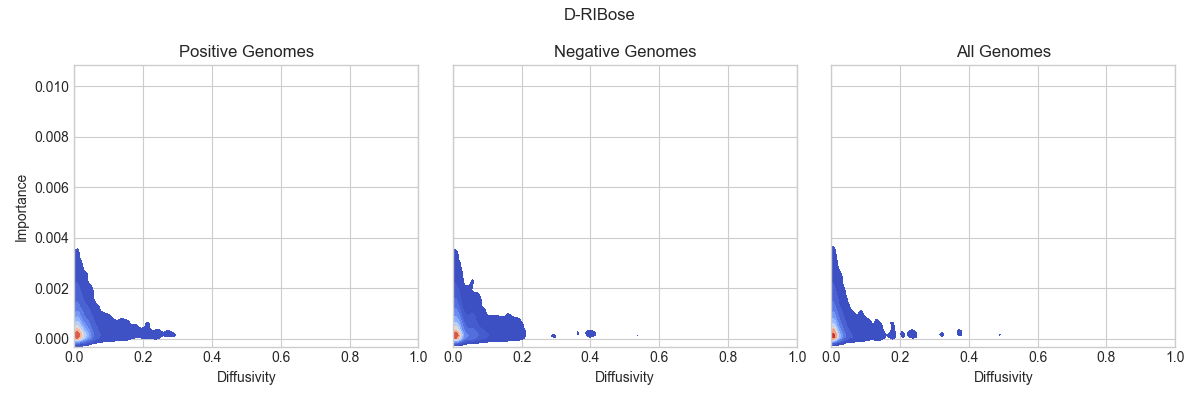 D-RIBose
Positive Genomes
Negative Genomes
All Genomes
0.010
0.008
0.006
0.004
0.002
0.000
Importance
0.0 0.2 0.4 0.6 0.8 1.0
0.0 0.2 0.4 0.6 0.8 1.0
0.0 0.2 0.4 0.6 0.8 1.0
Diffusivity
Diffusivity
Diffusivity